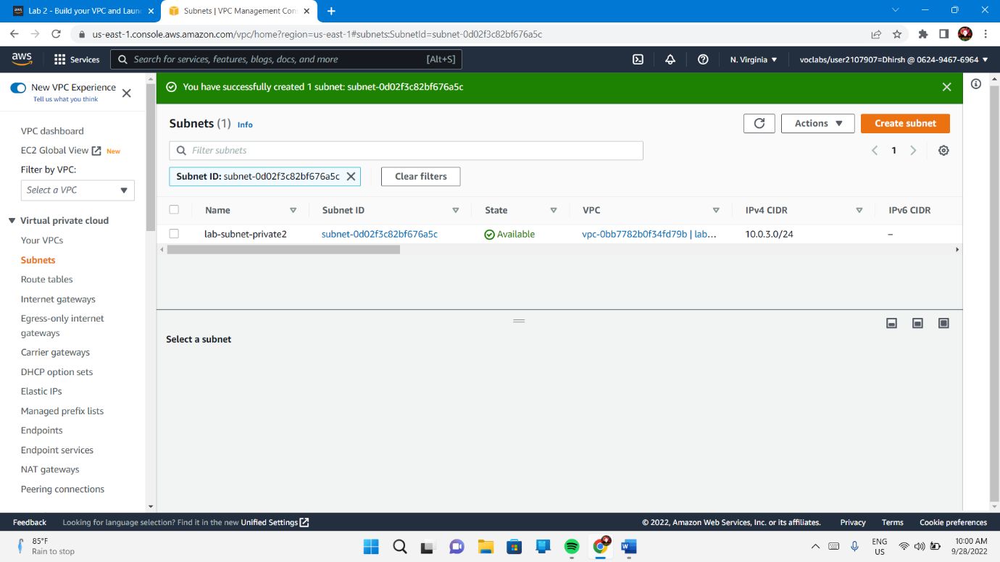 aws Lab 2 - Build your VPC and Laun
Subnets | VPC Management Con
us-east-1.console.aws.amazon.com/vpc/home?region=us-east-1#subnets:SubnetId=subnet-0d02f3c82bf676a5c
aws Services Search for services, features, blogs, docs, and more [Alt+S] N. Virginia voclabs/user2107907=Dhirsh @ 0624-9467-6964
New VPC Experience
Tell us what you think
VPC dashboard
EC2 Global View New
Filter by VPC:
Select a VPC
Virtual private cloud
Your VPCs
Subnets
Route tables
Internet gateways
Egress-only internet
gateways
Carrier gateways
DHCP option sets
Elastic IPs
Managed prefix lists
Endpoints
Endpoint services
NAT gateways
Peering connections
You have successfully created 1 subnet: subnet-0d02f3c82bf676a5c
Subnets (1) Info
Actions
Create subnet
Filter subnets
1
Subnet ID: subnet-0d02f3c82bf676a5c
Clear filters
Name Subnet ID State VPC IPv4 CIDR IPv6 CIDR
lab-subnet-private2 subnet-0d02f3c82bf676a5c Available vpc-0bb7782b0f34fd79b | lab... 10.0.3.0/24 –
Select a subnet
Feedback Looking for language selection? Find it in the new Unified Settings © 2022, Amazon Web Services, Inc. or its affiliates. Privacy Terms Cookie preferences
85°F
Rain to stop
ENG
US
10:00 AM
9/28/2022